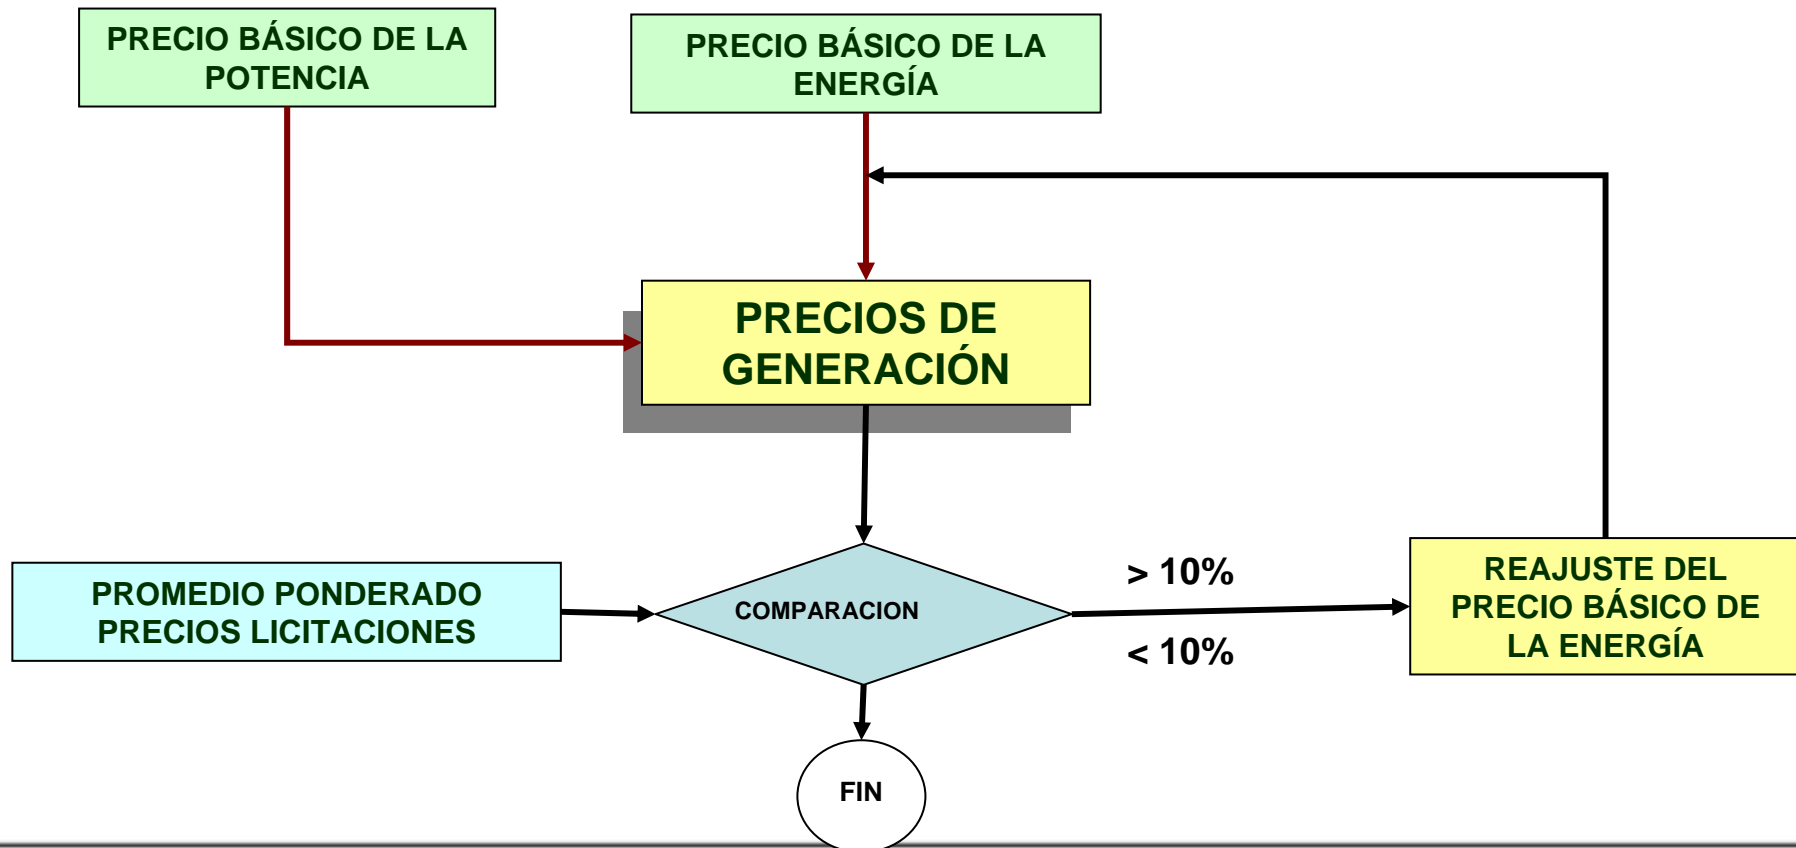 PRECIO BÁSICO DE LA
POTENCIA
PRECIO BÁSICO DE LA
ENERGÍA
PRECIOS DE
GENERACIÓN
PROMEDIO PONDERADO
PRECIOS LICITACIONES
COMPARACION
> 10%
< 10%
REAJUSTE DEL
PRECIO BÁSICO DE
LA ENERGÍA
FIN